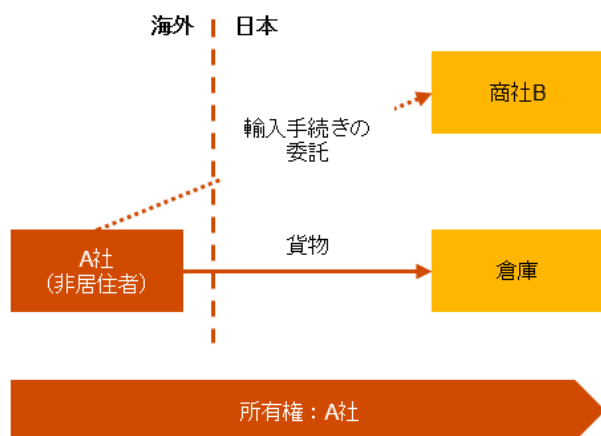 海外
日本
商社B
輸入手続きの
委託
A社
（非居住者）
貨物
倉庫
所有権：A社